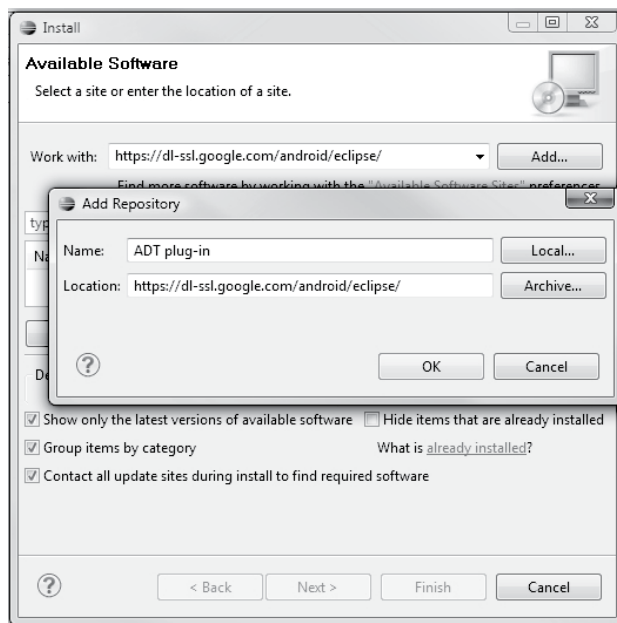 Install
Available Software
Select a site or enter the location of a site.
Work with: https://dl-ssl.google.com/android/eclipse/ Add...
Find more software by working with the "Available Software Sites" preferences
typ
Na
Add Repository
Name: ADT plug-in Local...
Location: https://dl-ssl.google.com/android/eclipse/ Archive...
? OK Cancel
De
Show only the latest versions of available software Hide items that are already installed
Group items by category What is already installed?
Contact all update sites during install to find required software
? < Back Next > Finish Cancel